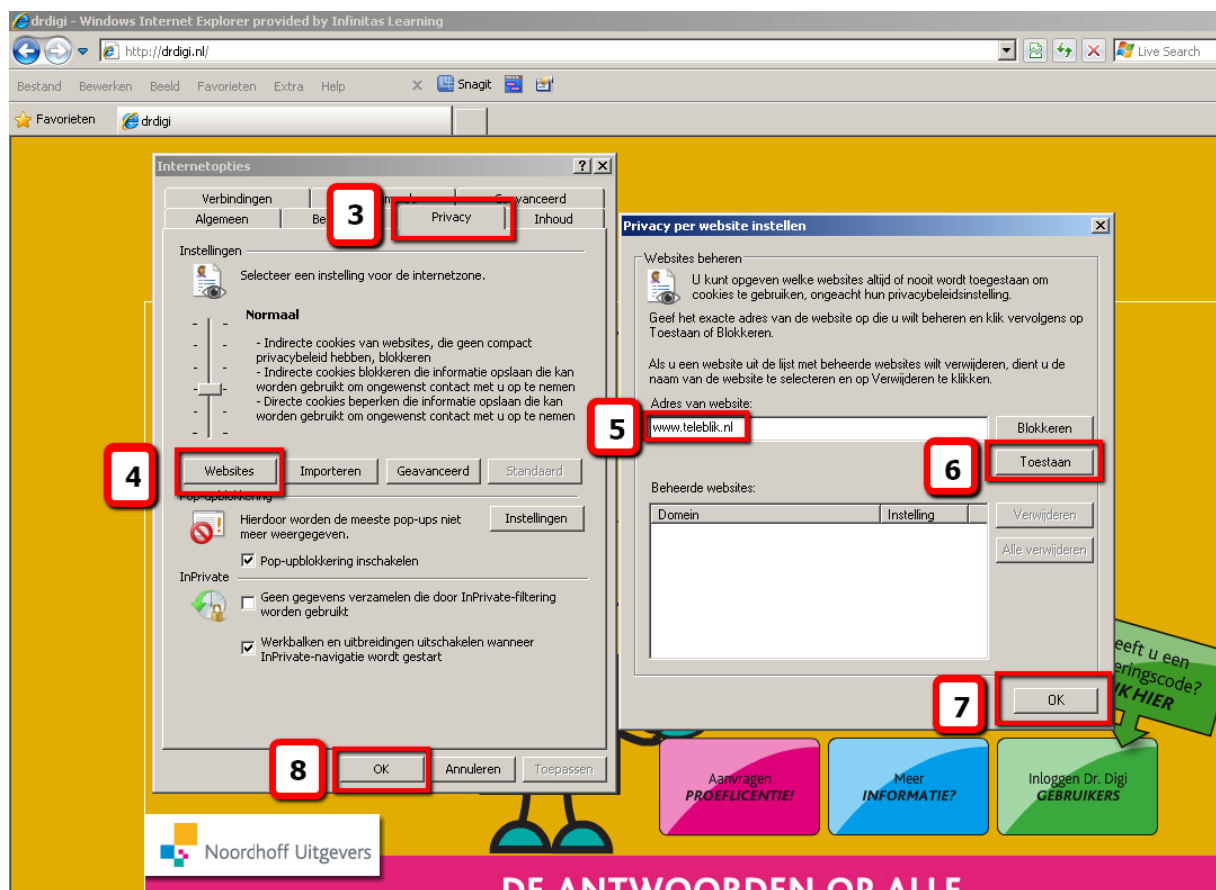 drdigi - Windows Internet Explorer provided by Infinitas Learning
http://drdigi.nl/
Live Search
Bestand Bewerken Beeld Favorieten Extra Help X Snagit
Favorieten drdigi
Internetopties
Verbindingen
Algemeen
Privacy
Inhoud
3
Instellingen
Selecteer een instelling voor de internetzone.
Normaal
- Indirecte cookies van websites, die geen compact
privacybeleid hebben, blokkeren
- Indirecte cookies blokkeren die informatie opslaan die kan
worden gebruikt om ongewenst contact met u op te nemen
- Directe cookies beperken die informatie opslaan die kan
worden gebruikt om ongewenst contact met u op te nemen
4
Websites Importeren Geavanceerd Standaard
Pop-upblokkering
Hierdoor worden de meeste pop-ups niet
meer weergegeven.
Instellingen
Pop-upblokkering inschakelen
InPrivate
Geen gegevens verzamelen die door InPrivate-filtering
worden gebruikt
Werkbalken en uitbreidingen uitschakelen wanneer
InPrivate-navigatie wordt gestart
8
OK Annuleren Toepassen
Privacy per website instellen
Websites beheren
U kunt opgeven welke websites altijd of nooit wordt toegestaan om
cookies te gebruiken, ongeacht hun privacybeleidsinstelling.
Geef het exacte adres van de website op die u wilt beheren en klik vervolgens op
Toestaan of Blokkeren.
Als u een website uit de lijst met beheerde websites wilt verwijderen, dient u de
naam van de website te selecteren en op Verwijderen te klikken.
Adres van website:
5
www.teleblik.nl
Blokkeren
6
Toestaan
Beheerde websites:
Domein Instelling
Verwijderen
Alle verwijderen
7
OK
eeft u een
eringscode?
IK HIER
Aanvragen
PROEFLICENTIE!
Meer
INFORMATIE?
Inloggen Dr. Digi
GEBRUIKERS
Noordhoff Uitgevers
DE ANTWOORDEN OP ALLE